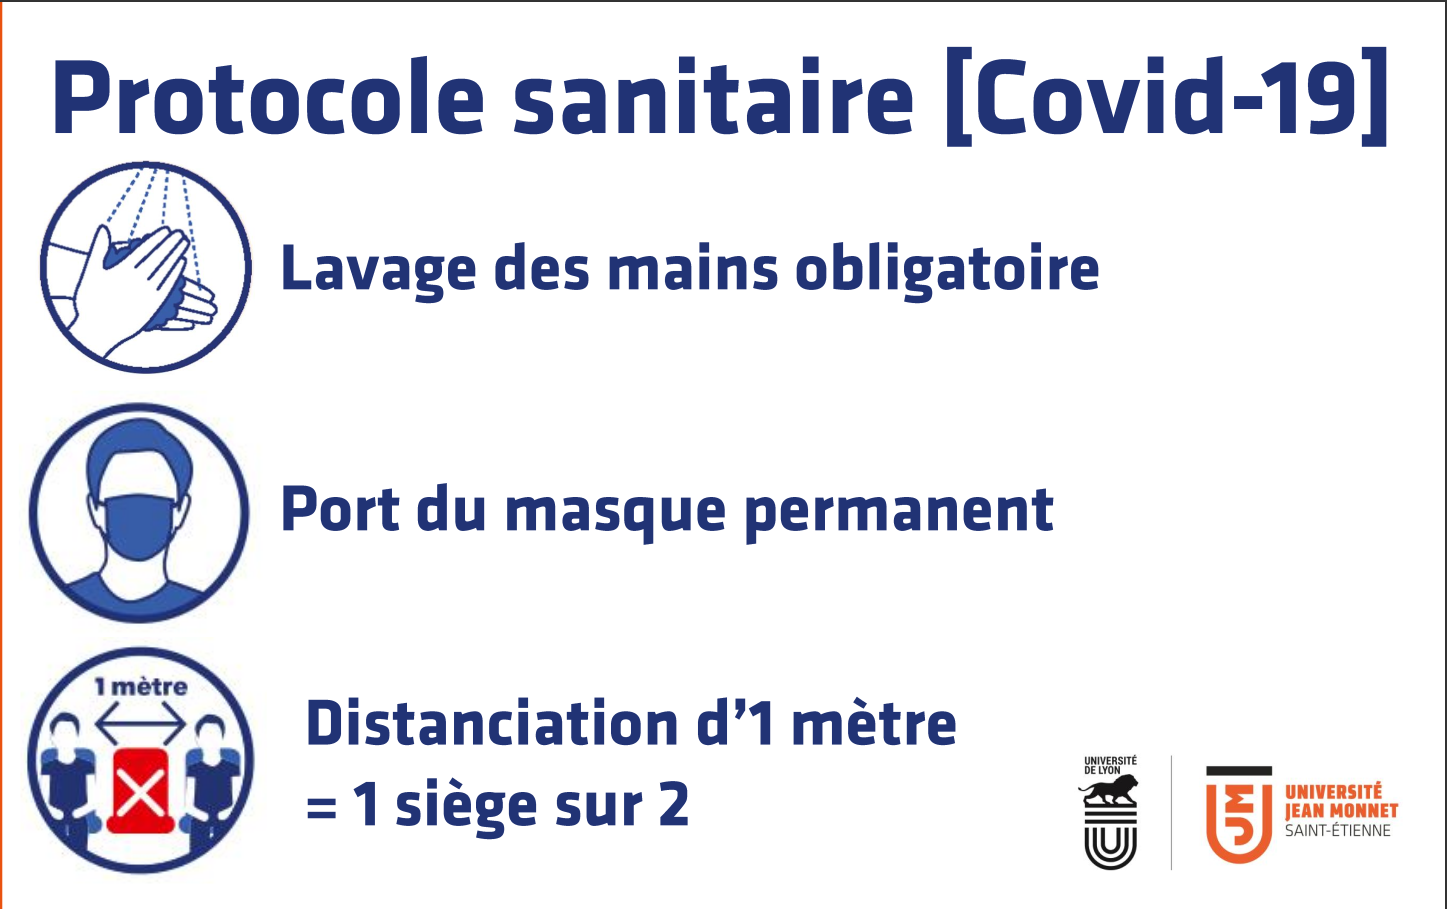 Protocole sanitaire [Covid-19]
Lavage des mains obligatoire
Port du masque permanent
1 mètre
Distanciation d’1 mètre
= 1 siège sur 2
UNIVERSITÉ
DE LYON
UJM
UNIVERSITÉ
JEAN MONNET
SAINT-ÉTIENNE